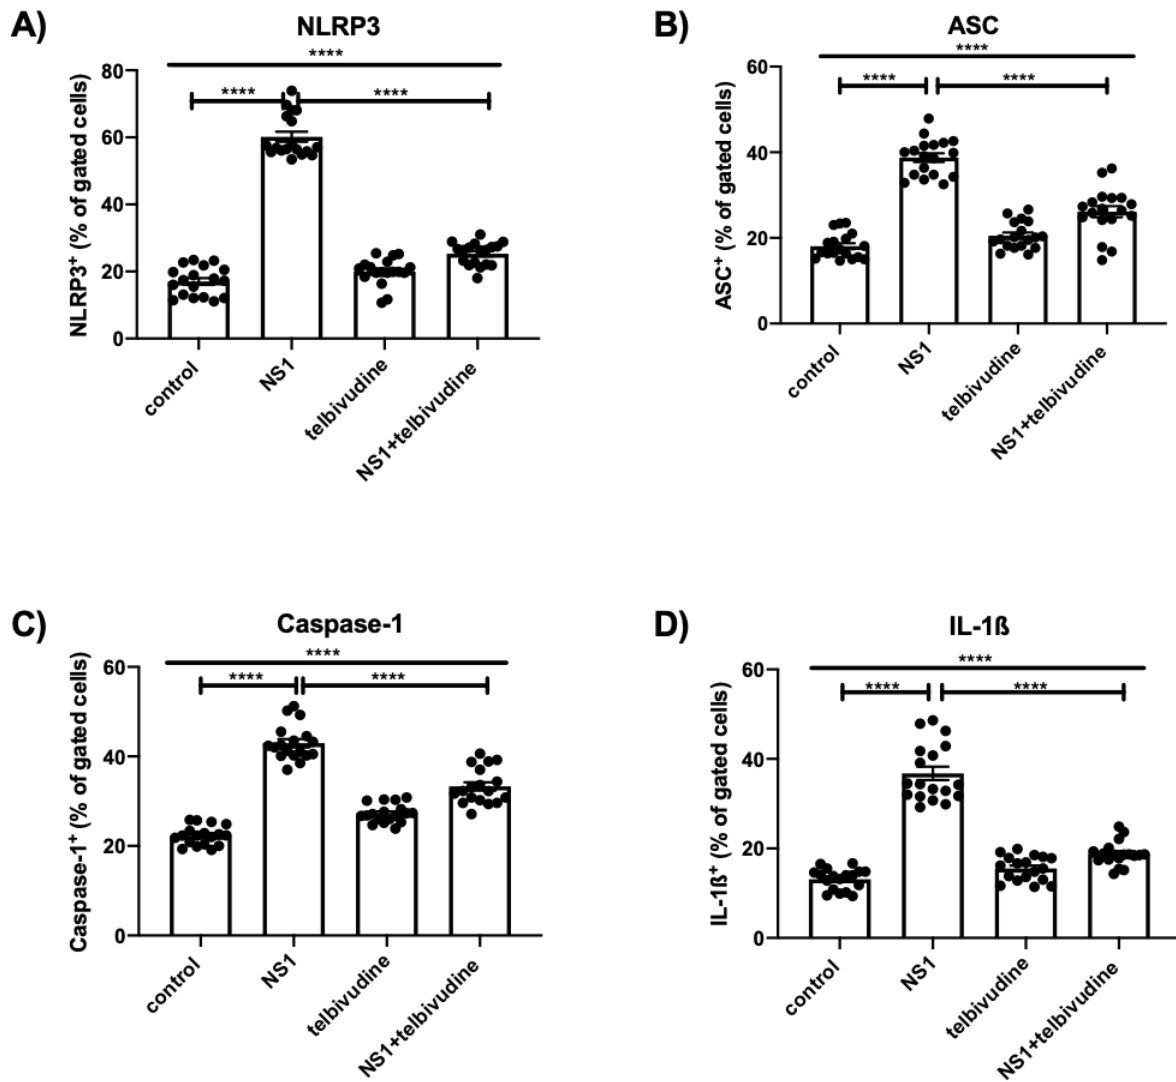 A)
NLRP3
****
**** ****
NLRP3⁺ (% of gated cells)
80
60
40
20
0
control
NS1
telbivudine
NS1+telbivudine
B)
ASC
****
**** ****
ASC⁺ (% of gated cells)
60
40
20
0
control
NS1
telbivudine
NS1+telbivudine
C)
Caspase-1
****
**** ****
Caspase-1⁺ (% of gated cells)
60
40
20
0
control
NS1
telbivudine
NS1+telbivudine
D)
IL-1ß
****
**** ****
IL-1ß⁺ (% of gated cells)
60
40
20
0
control
NS1
telbivudine
NS1+telbivudine